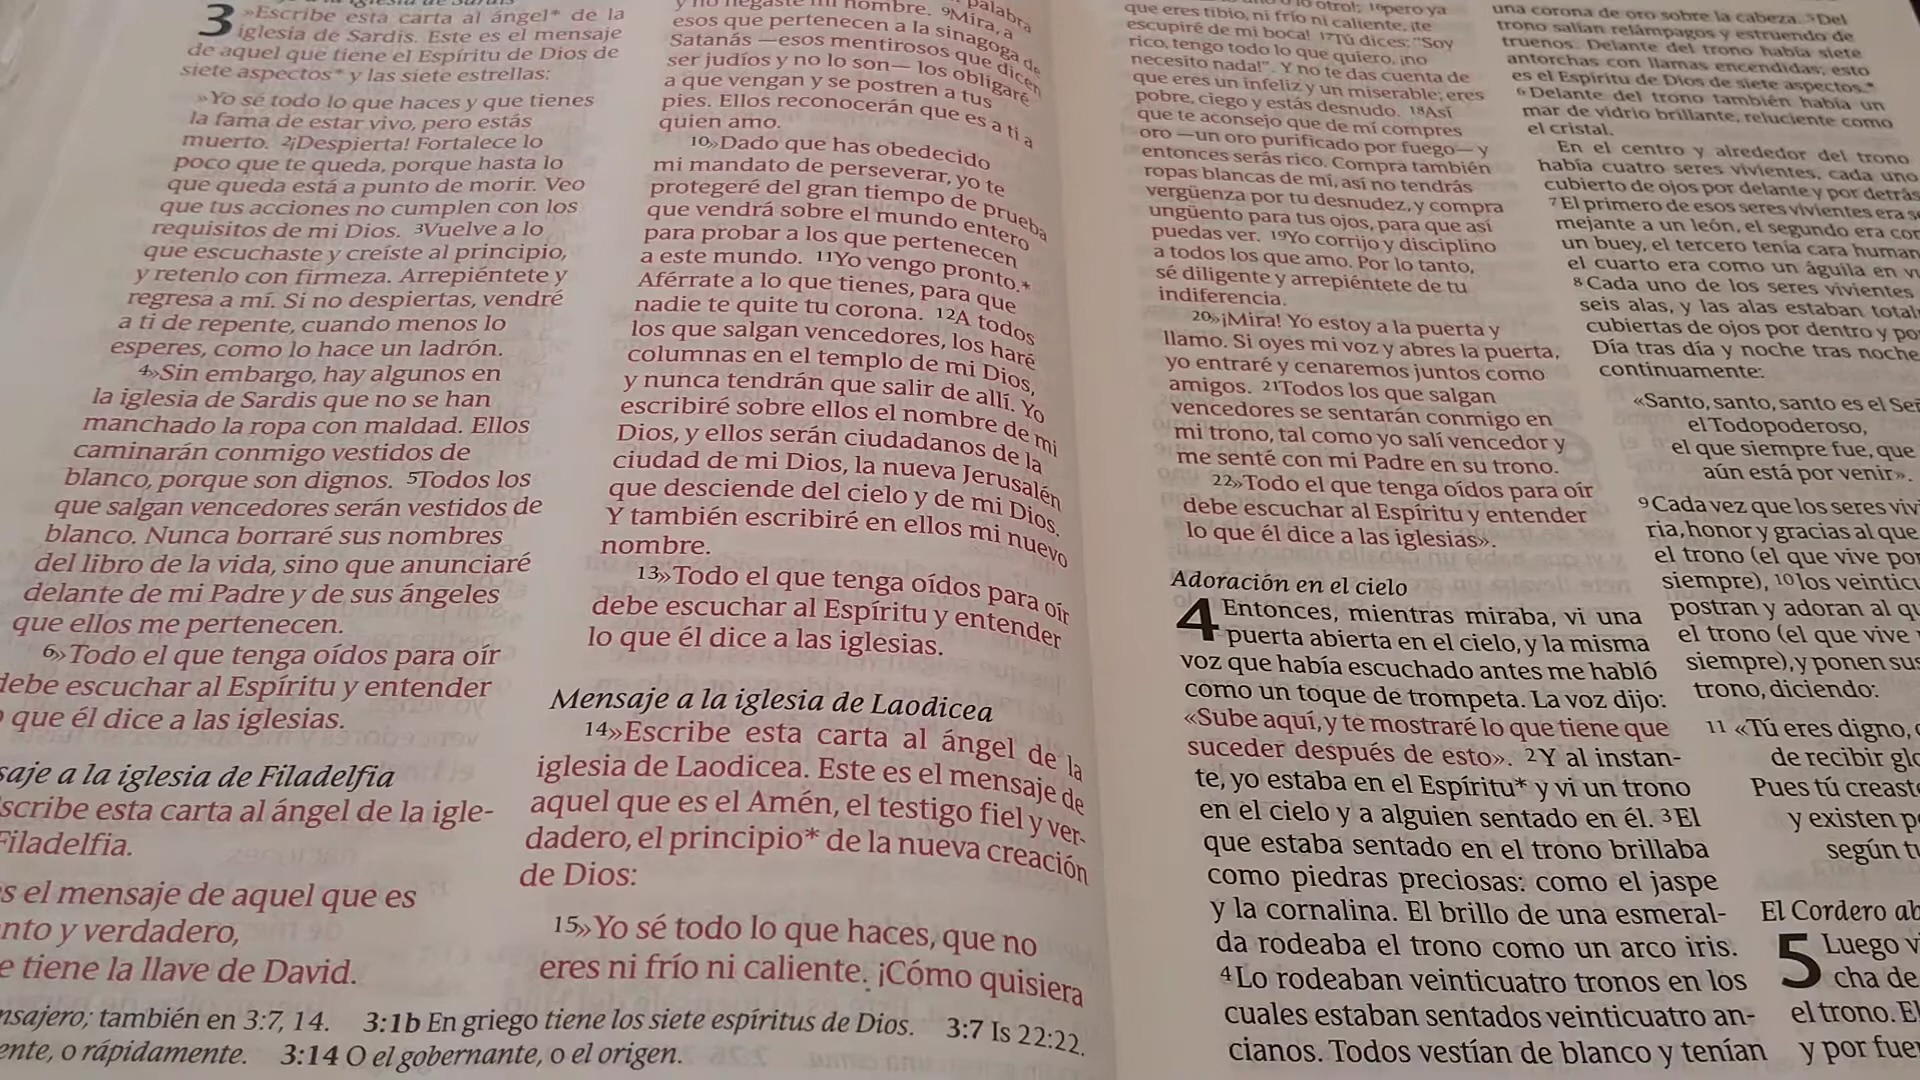 3 »Escribe esta carta al ángel* de la
iglesia de Sardis. Este es el mensaje
de aquel que tiene el Espíritu de Dios de
siete aspectos* y las siete estrellas:
»Yo sé todo lo que haces y que tienes
la fama de estar vivo, pero estás
muerto. 2¡Despierta! Fortalece lo
poco que te queda, porque hasta lo
que queda está a punto de morir. Veo
que tus acciones no cumplen con los
requisitos de mi Dios. 3Vuelve a lo
que escuchaste y creíste al principio,
y retenlo con firmeza. Arrepiéntete y
regresa a mí. Si no despiertas, vendré
a ti de repente, cuando menos lo
esperes, como lo hace un ladrón.
4»Sin embargo, hay algunos en
la iglesia de Sardis que no se han
manchado la ropa con maldad. Ellos
caminarán conmigo vestidos de
blanco, porque son dignos. 5Todos los
que salgan vencedores serán vestidos de
blanco. Nunca borraré sus nombres
del libro de la vida, sino que anunciaré
delante de mi Padre y de sus ángeles
que ellos me pertenecen.
6»Todo el que tenga oídos para oír
debe escuchar al Espíritu y entender
que él dice a las iglesias.
saje a la iglesia de Filadelfia
scribe esta carta al ángel de la igle-
Filadelfia.
s el mensaje de aquel que es
nto y verdadero,
e tiene la llave de David.
palabra
y no negaste mi nombre. 9Mira, a
esos que pertenecen a la sinagoga de
Satanás —esos mentirosos que dicen
ser judíos y no lo son— los obligaré
a que vengan y se postren a tus
pies. Ellos reconocerán que es a ti a
quien amo.
10»Dado que has obedecido
mi mandato de perseverar, yo te
protegeré del gran tiempo de prueba
que vendrá sobre el mundo entero
para probar a los que pertenecen
a este mundo. 11Yo vengo pronto.*
Aférrate a lo que tienes, para que
nadie te quite tu corona. 12A todos
los que salgan vencedores, los haré
columnas en el templo de mi Dios,
y nunca tendrán que salir de allí. Yo
escribiré sobre ellos el nombre de mi
Dios, y ellos serán ciudadanos de la
ciudad de mi Dios, la nueva Jerusalén
que desciende del cielo y de mi Dios.
Y también escribiré en ellos mi nuevo
nombre.
13»Todo el que tenga oídos para oír
debe escuchar al Espíritu y entender
lo que él dice a las iglesias.
Mensaje a la iglesia de Laodicea
14»Escribe esta carta al ángel de la
iglesia de Laodicea. Este es el mensaje de
aquel que es el Amén, el testigo fiel y ver-
dadero, el principio* de la nueva creación
de Dios:
15»Yo sé todo lo que haces, que no
eres ni frío ni caliente. ¡Cómo quisiera
nsajero; también en 3:7, 14. 3:1b En griego tiene los siete espíritus de Dios. 3:7 Is 22:22.
ente, o rápidamente. 3:14 O el gobernante, o el origen.
que eres tibio, ni frío ni caliente, ¡te
escupiré de mi boca! 17Tú dices: "Soy
rico, tengo todo lo que quiero, ¡no
necesito nada!". Y no te das cuenta de
que eres un infeliz y un miserable; eres
pobre, ciego y estás desnudo. 18Así
que te aconsejo que de mí compres
oro —un oro purificado por fuego— y
entonces serás rico. Compra también
ropas blancas de mí, así no tendrás
vergüenza por tu desnudez, y compra
ungüento para tus ojos, para que así
puedas ver. 19Yo corrijo y disciplino
a todos los que amo. Por lo tanto,
sé diligente y arrepiéntete de tu
indiferencia.
20»¡Mira! Yo estoy a la puerta y
llamo. Si oyes mi voz y abres la puerta,
yo entraré y cenaremos juntos como
amigos. 21Todos los que salgan
vencedores se sentarán conmigo en
mi trono, tal como yo salí vencedor y
me senté con mi Padre en su trono.
22»Todo el que tenga oídos para oír
debe escuchar al Espíritu y entender
lo que él dice a las iglesias».
Adoración en el cielo
4 Entonces, mientras miraba, vi una
puerta abierta en el cielo, y la misma
voz que había escuchado antes me habló
como un toque de trompeta. La voz dijo:
«Sube aquí, y te mostraré lo que tiene que
suceder después de esto». 2Y al instan-
te, yo estaba en el Espíritu* y vi un trono
en el cielo y a alguien sentado en él. 3El
que estaba sentado en el trono brillaba
como piedras preciosas: como el jaspe
y la cornalina. El brillo de una esmeral-
da rodeaba el trono como un arco iris.
4Lo rodeaban veinticuatro tronos en los
cuales estaban sentados veinticuatro an-
cianos. Todos vestían de blanco y tenían
una corona de oro sobre la cabeza. 5Del
trono salían relámpagos y estruendo de
truenos. Delante del trono había siete
antorchas con llamas encendidas; esto
es el Espíritu de Dios de siete aspectos.*
6Delante del trono también había un
mar de vidrio brillante, reluciente como
el cristal.
En el centro y alrededor del trono
había cuatro seres vivientes, cada uno
cubierto de ojos por delante y por detrás
7El primero de esos seres vivientes era se
mejante a un león, el segundo era com
un buey, el tercero tenía cara human
el cuarto era como un águila en vu
8Cada uno de los seres vivientes
seis alas, y las alas estaban total
cubiertas de ojos por dentro y po
Día tras día y noche tras noche
continuamente:
«Santo, santo, santo es el Señ
el Todopoderoso,
el que siempre fue, que
aún está por venir».
9Cada vez que los seres viv
ria, honor y gracias al que
el trono (el que vive por
siempre), 10los veinticu
postran y adoran al qu
el trono (el que vive
siempre), y ponen sus
trono, diciendo:
11 «Tú eres digno,
de recibir glo
Pues tú creaste
y existen p
según tu
El Cordero ab
5 Luego v
cha de
el trono. El
y por fue